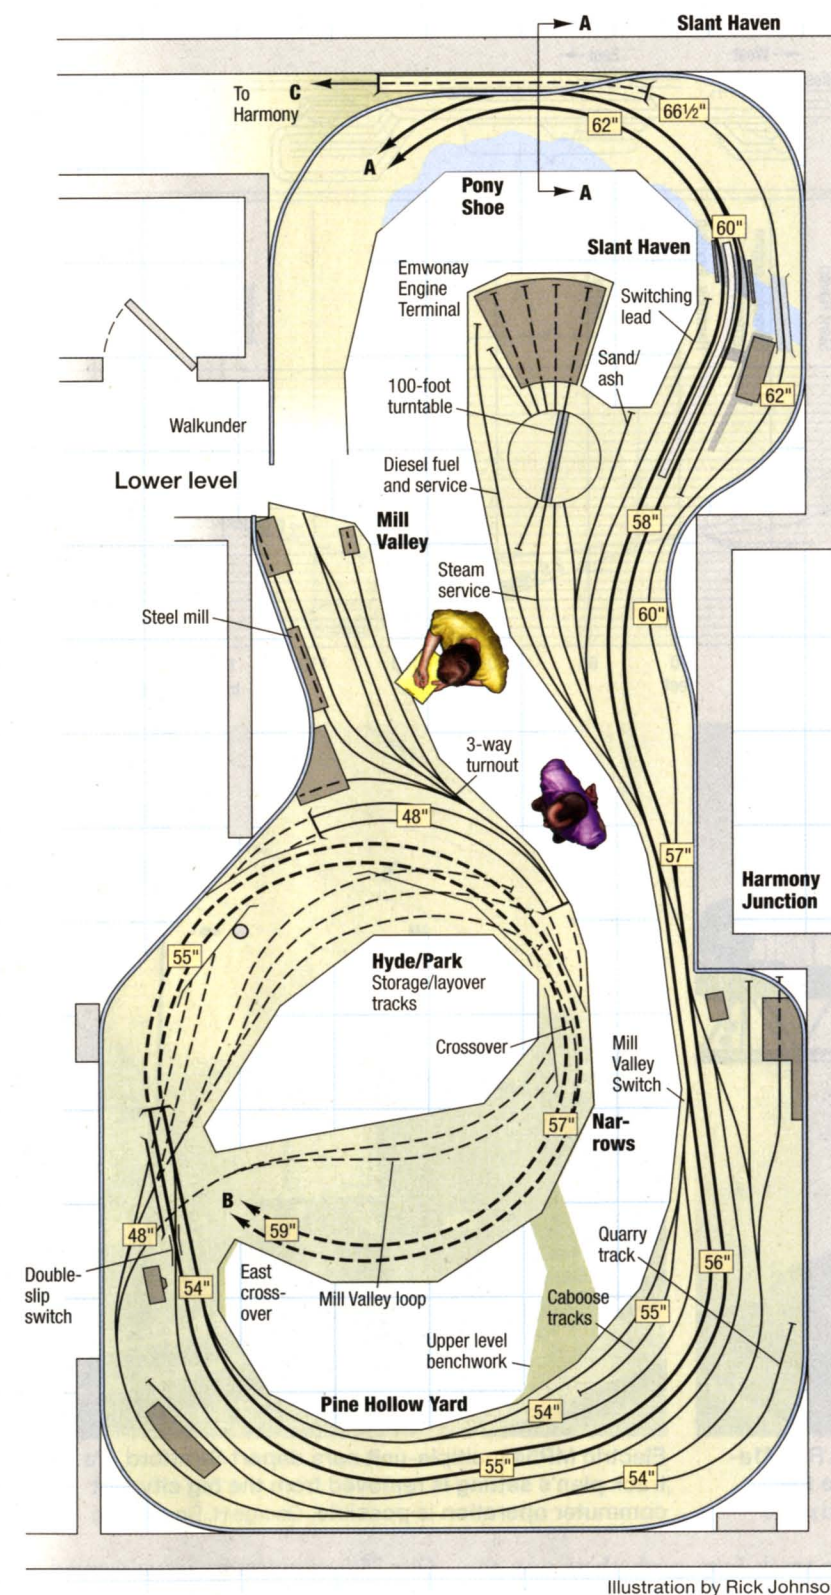 A
Slant Haven
To
Harmony
C
66½"
62"
A
A
Pony
Shoe
60"
Slant Haven
Emwonay
Engine
Terminal
Switching
lead
Sand/
ash
100-foot
turntable
62"
Walkunder
Diesel fuel
and service
Lower level
Mill
Valley
58"
Steam
service
Steel mill
60"
3-way
turnout
48"
57"
Harmony
Junction
55"
Hyde/Park
Storage/layover
tracks
Crossover
Mill
Valley
Switch
57"
Nar-
rows
B
59"
48"
Quarry
track
56"
Double-
slip
switch
54"
East
cross-
over
Mill Valley loop
Caboose
tracks
55"
Upper level
benchwork
Pine Hollow Yard
54"
55"
54"
Illustration by Rick Johnso